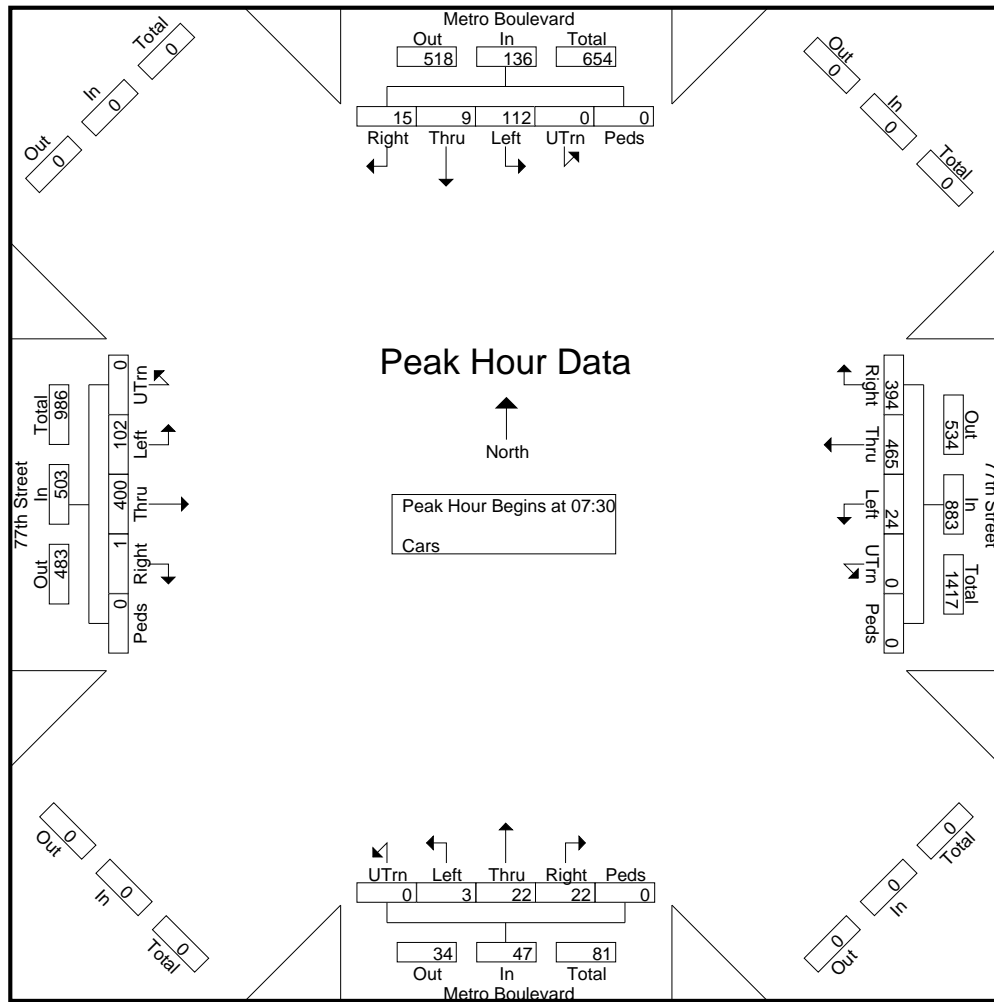 Metro Boulevard
Out In Total
518 136 654
15 9 112 0 0
Right Thru Left UTrn Peds
Total
0
In
0
Out
0
Out
0
In
0
Total
0
Peak Hour Data
North
Peak Hour Begins at 07:30
Cars
77th Street
Total In Out
986 503 483
0 102 400 1 0
UTrn Left Thru Right Peds
77th Street
Out In Total
534 883 1417
394 465 24 0 0
Right Thru Left UTrn Peds
0
Out
0
In
0
Total
0
Total
0
In
0
Out
UTrn Left Thru Right Peds
0 3 22 22 0
34 47 81
Out In Total
Metro Boulevard